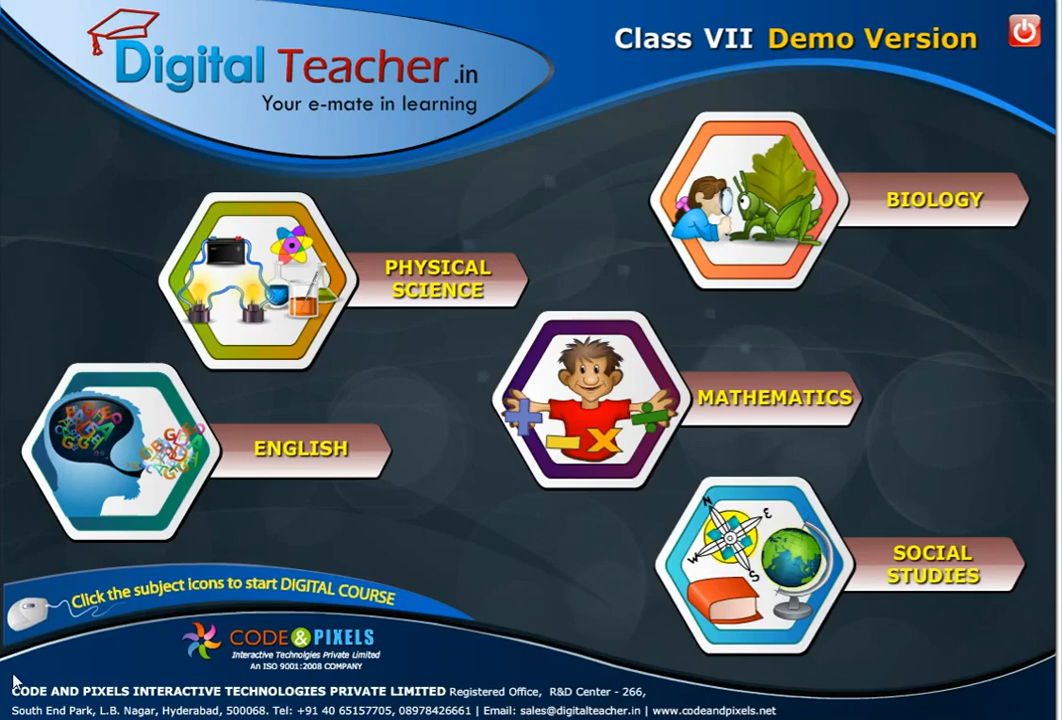 Class VII Demo Version
Digital Teacher.in
Your e-mate in learning
BIOLOGY
PHYSICAL
SCIENCE
MATHEMATICS
ENGLISH
N
E
W
S
SOCIAL
STUDIES
Click the subject icons to start DIGITAL COURSE
CODE & PIXELS
Interactive Technolgies Private Limited
An ISO 9001:2008 COMPANY
CODE AND PIXELS INTERACTIVE TECHNOLOGIES PRIVATE LIMITED Registered Office, R&D Center - 266,
South End Park, L.B. Nagar, Hyderabad, 500068. Tel: +91 40 65157705, 08978426661 | Email: sales@digitalteacher.in | www.codeandpixels.net